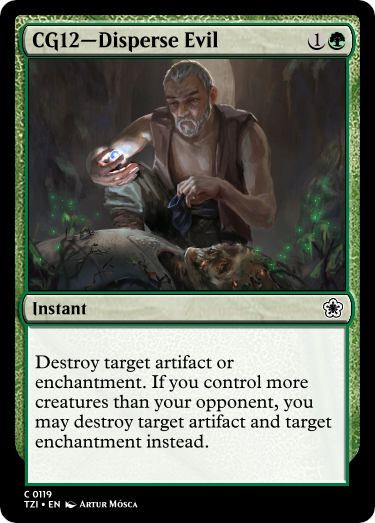 CG12—Disperse Evil 1
Instant
Destroy target artifact or
enchantment. If you control more
creatures than your opponent, you
may destroy target artifact and target
enchantment instead.
C 0119
TZI • EN Artur Mósca